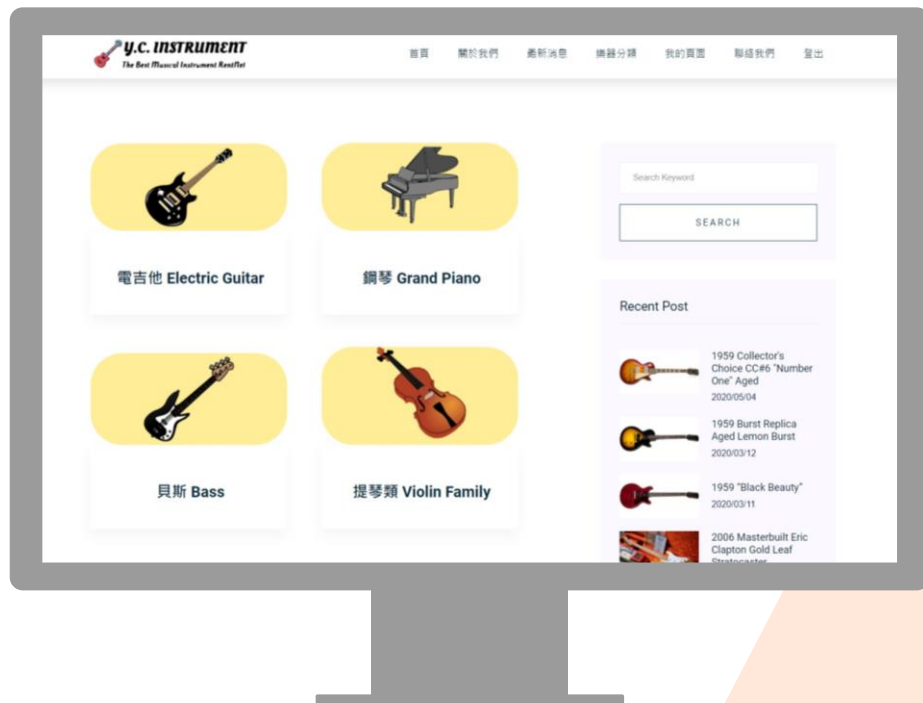 Y.C. INSTRUMENT
The Best Musical Instrument RentNet
首頁 關於我們 最新消息 樂器分類 我的頁面 聯絡我們 登出
電吉他 Electric Guitar
鋼琴 Grand Piano
貝斯 Bass
提琴類 Violin Family
Search Keyword
SEARCH
Recent Post
1959 Collector's
Choice CC#6 "Number
One" Aged
2020/05/04
1959 Burst Replica
Aged Lemon Burst
2020/03/12
1959 "Black Beauty"
2020/03/11
2006 Masterbuilt Eric
Clapton Gold Leaf
Stratocaster